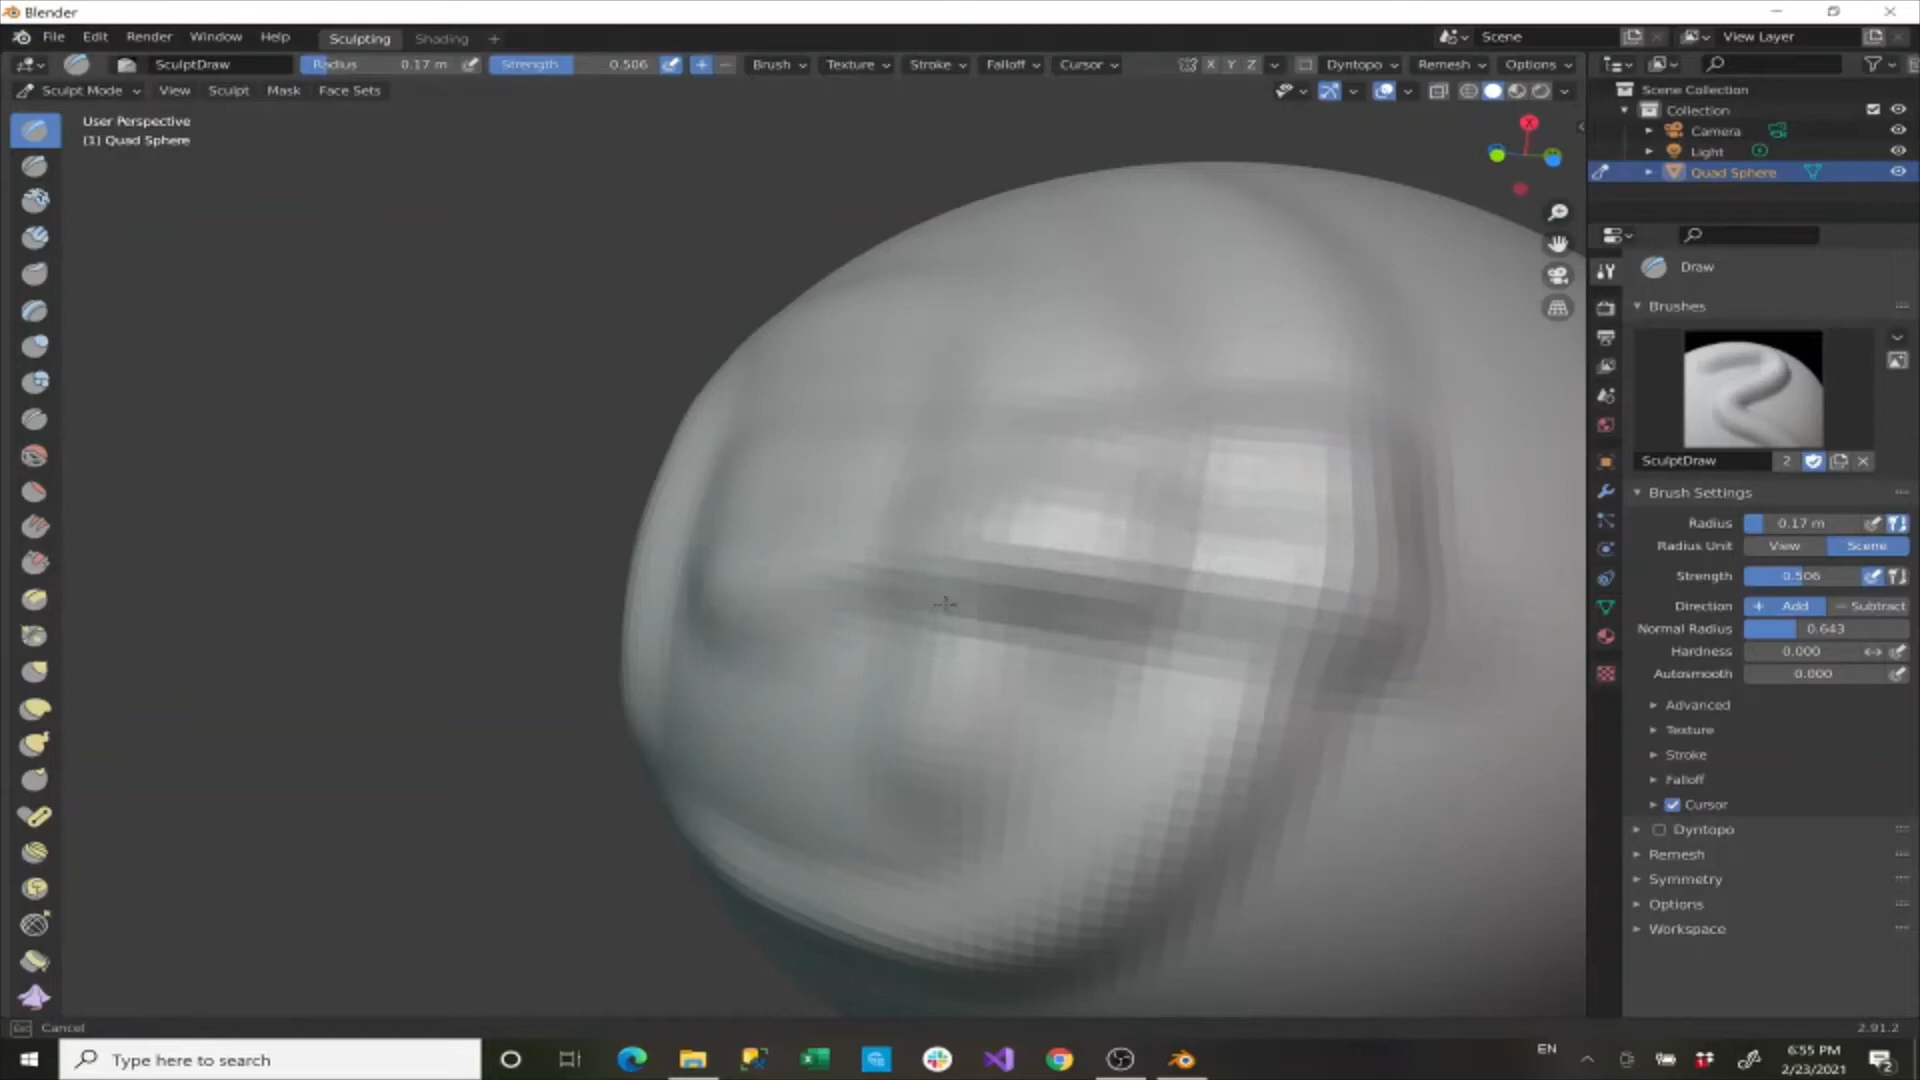 Blender
File Edit Render Window Help Sculpting Shading + Scene View Layer
SculptDraw Radius 0.17 m Strength 0.506 + − Brush Texture Stroke Falloff Cursor X Y Z Dyntopo Remesh Options
Sculpt Mode View Sculpt Mask Face Sets
User Perspective
(1) Quad Sphere
X
Scene Collection
Collection
Camera
Light
Quad Sphere
Draw
Brushes
SculptDraw 2
Brush Settings
Radius 0.17 m
Radius Unit View Scene
Strength 0.506
Direction + Add − Subtract
Normal Radius 0.643
Hardness 0.000
Autosmooth 0.000
Advanced
Texture
Stroke
Falloff
Cursor
Dyntopo
Remesh
Symmetry
Options
Workspace
Esc Cancel 2.91.2
Type here to search EN 6:55 PM
2/23/2021 2